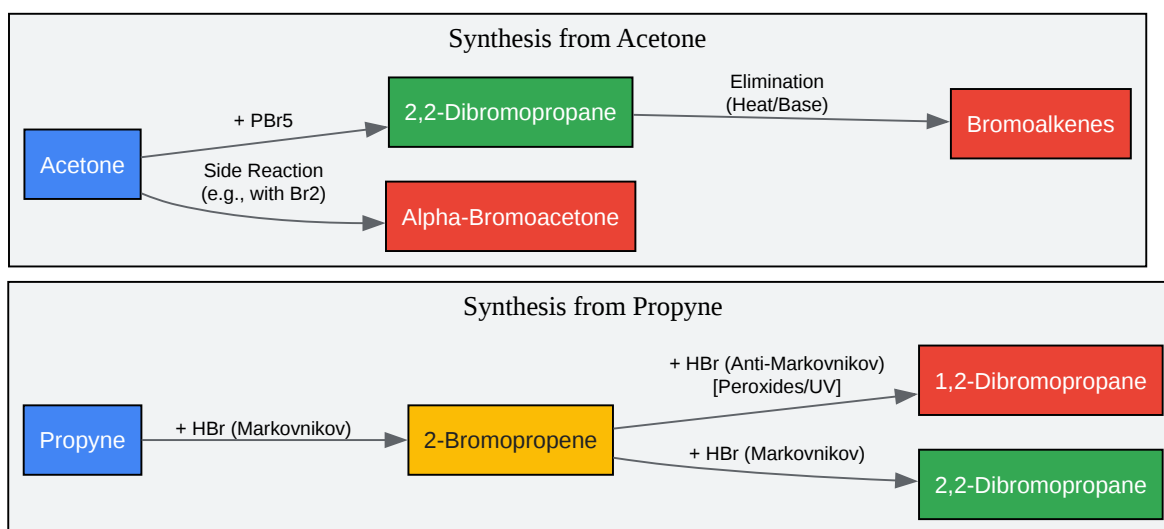 Synthesis from Acetone
Acetone
+ PBr5
2,2-Dibromopropane
Elimination
(Heat/Base)
Bromoalkenes
Side Reaction
(e.g., with Br2)
Alpha-Bromoacetone
Synthesis from Propyne
Propyne
+ HBr (Markovnikov)
2-Bromopropene
+ HBr (Anti-Markovnikov)
[Peroxides/UV]
1,2-Dibromopropane
+ HBr (Markovnikov)
2,2-Dibromopropane